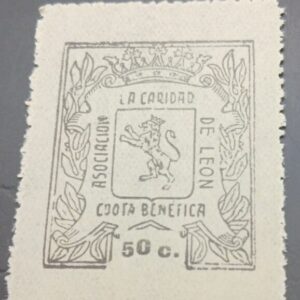 LA CARIDAD
ASOCIACION
DE LEON
CUOTA BENEFICA
50 c.